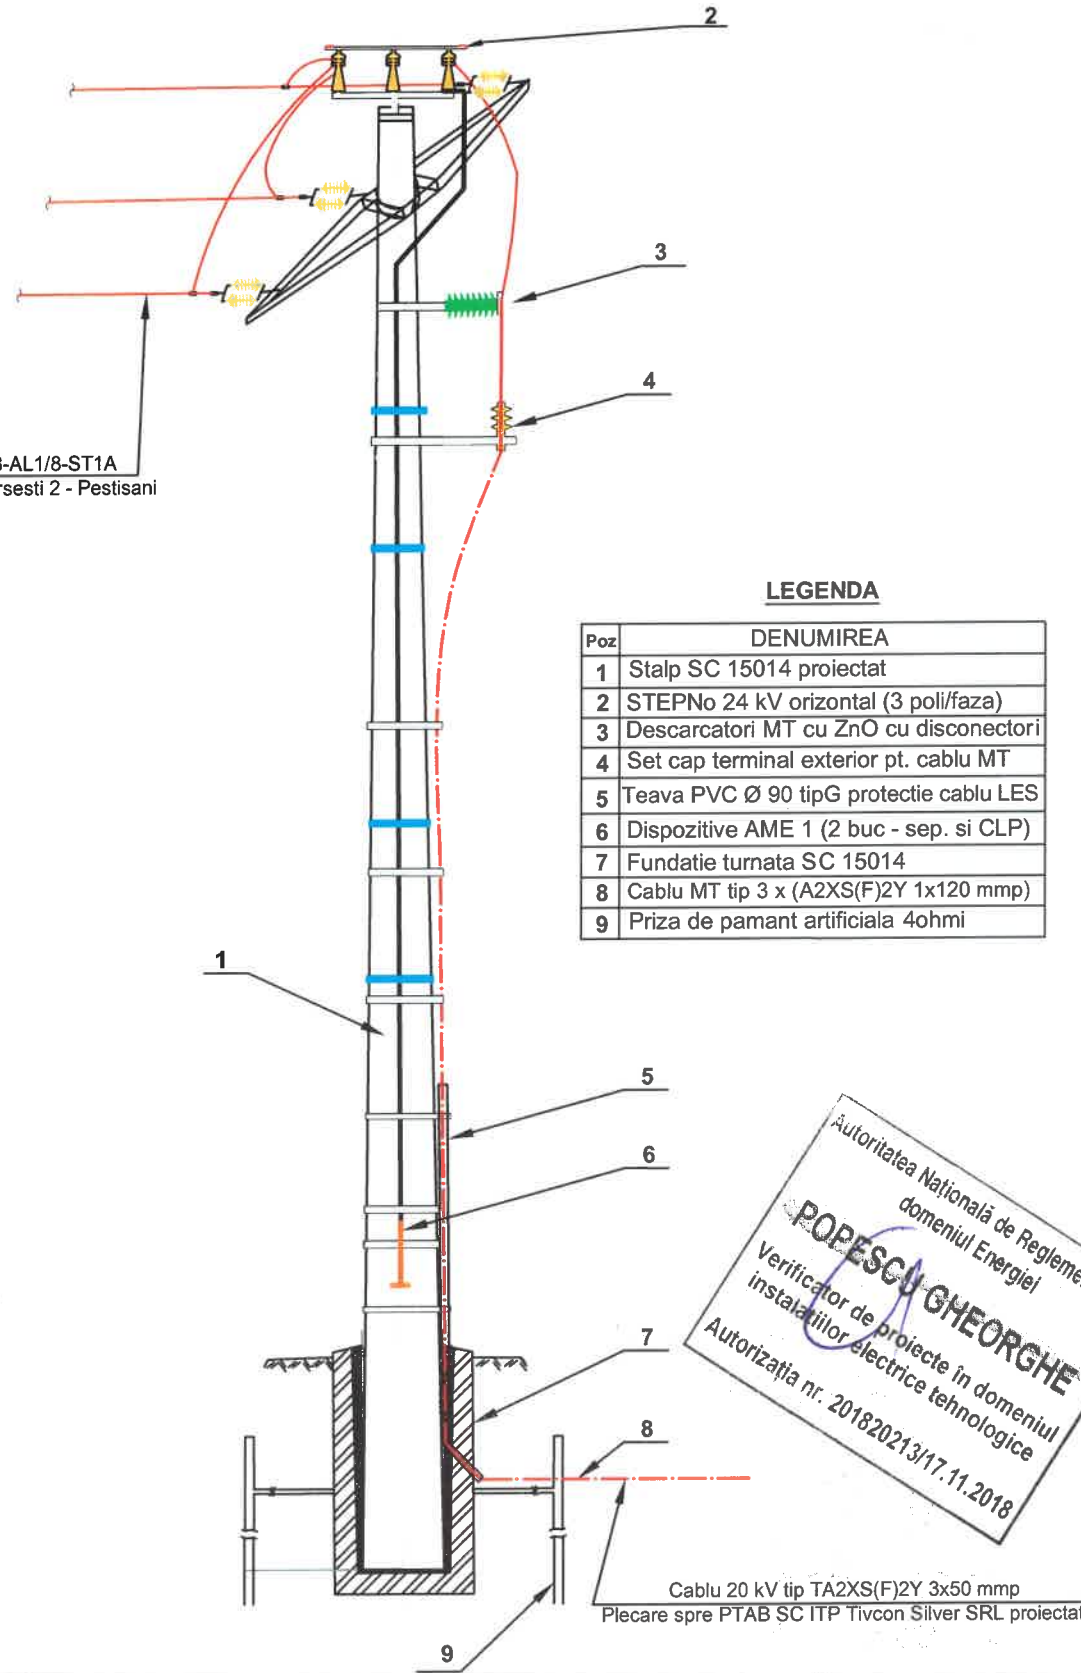 2
3
4
-AL1/8-ST1A
sesti 2 - Pestisani
LEGENDA
Poz DENUMIREA
1 Stalp SC 15014 proiectat
2 STEPNo 24 kV orizontal (3 poli/faza)
3 Descarcatori MT cu ZnO cu disconectori
4 Set cap terminal exterior pt. cablu MT
5 Teava PVC Ø 90 tipG protectie cablu LES
6 Dispozitive AME 1 (2 buc - sep. si CLP)
7 Fundatie turnata SC 15014
8 Cablu MT tip 3 x (A2XS(F)2Y 1x120 mmp)
9 Priza de pamant artificiala 4ohmi
1
5
6
7
8
9
Autoritatea Națională de Regleme
domeniul Energiei
POPESCU GHEORGHE
Verificator de proiecte în domeniul
instalațiilor electrice tehnologice
Autorizația nr. 201820213/17.11.2018
Cablu 20 kV tip TA2XS(F)2Y 3x50 mmp
Plecare spre PTAB SC ITP Tivcon Silver SRL proiectat